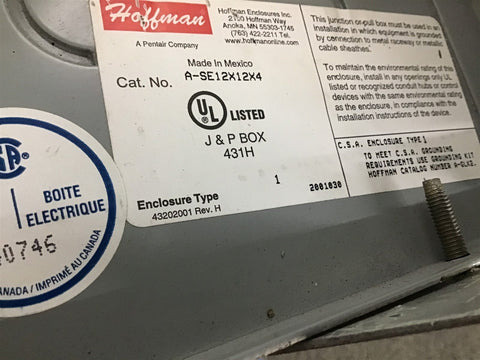 Hoffman
A Pentair Company
Hoffman Enclosures Inc.
2100 Hoffman Way
Anoka, MN 55303-1745
(763) 422-2211 Tel.
www.hoffmanonline.com
Made in Mexico
Cat. No. A-SE12X12X4
UL LISTED
J & P BOX
431H
Enclosure Type 1
2001030
43202001 Rev. H
This junction or pull box must be used in an
installation in which equipment is grounded
by connection to metal raceway or metallic
cable sheathes.
To maintain the environmental rating of this
enclosure, install in any openings only UL
listed or recognized conduit hubs or control
devices with the same environmental rating
as the enclosure, in compliance with the
installation instructions of the device.
C.S.A. ENCLOSURE TYPE 1
TO MEET C.S.A. GROUNDING
REQUIREMENTS USE GROUNDING KIT
HOFFMAN CATALOG NUMBER A-GLK2.
BOITE
ELECTRIQUE
0746
CANADA / IMPRIMÉ AU CANADA